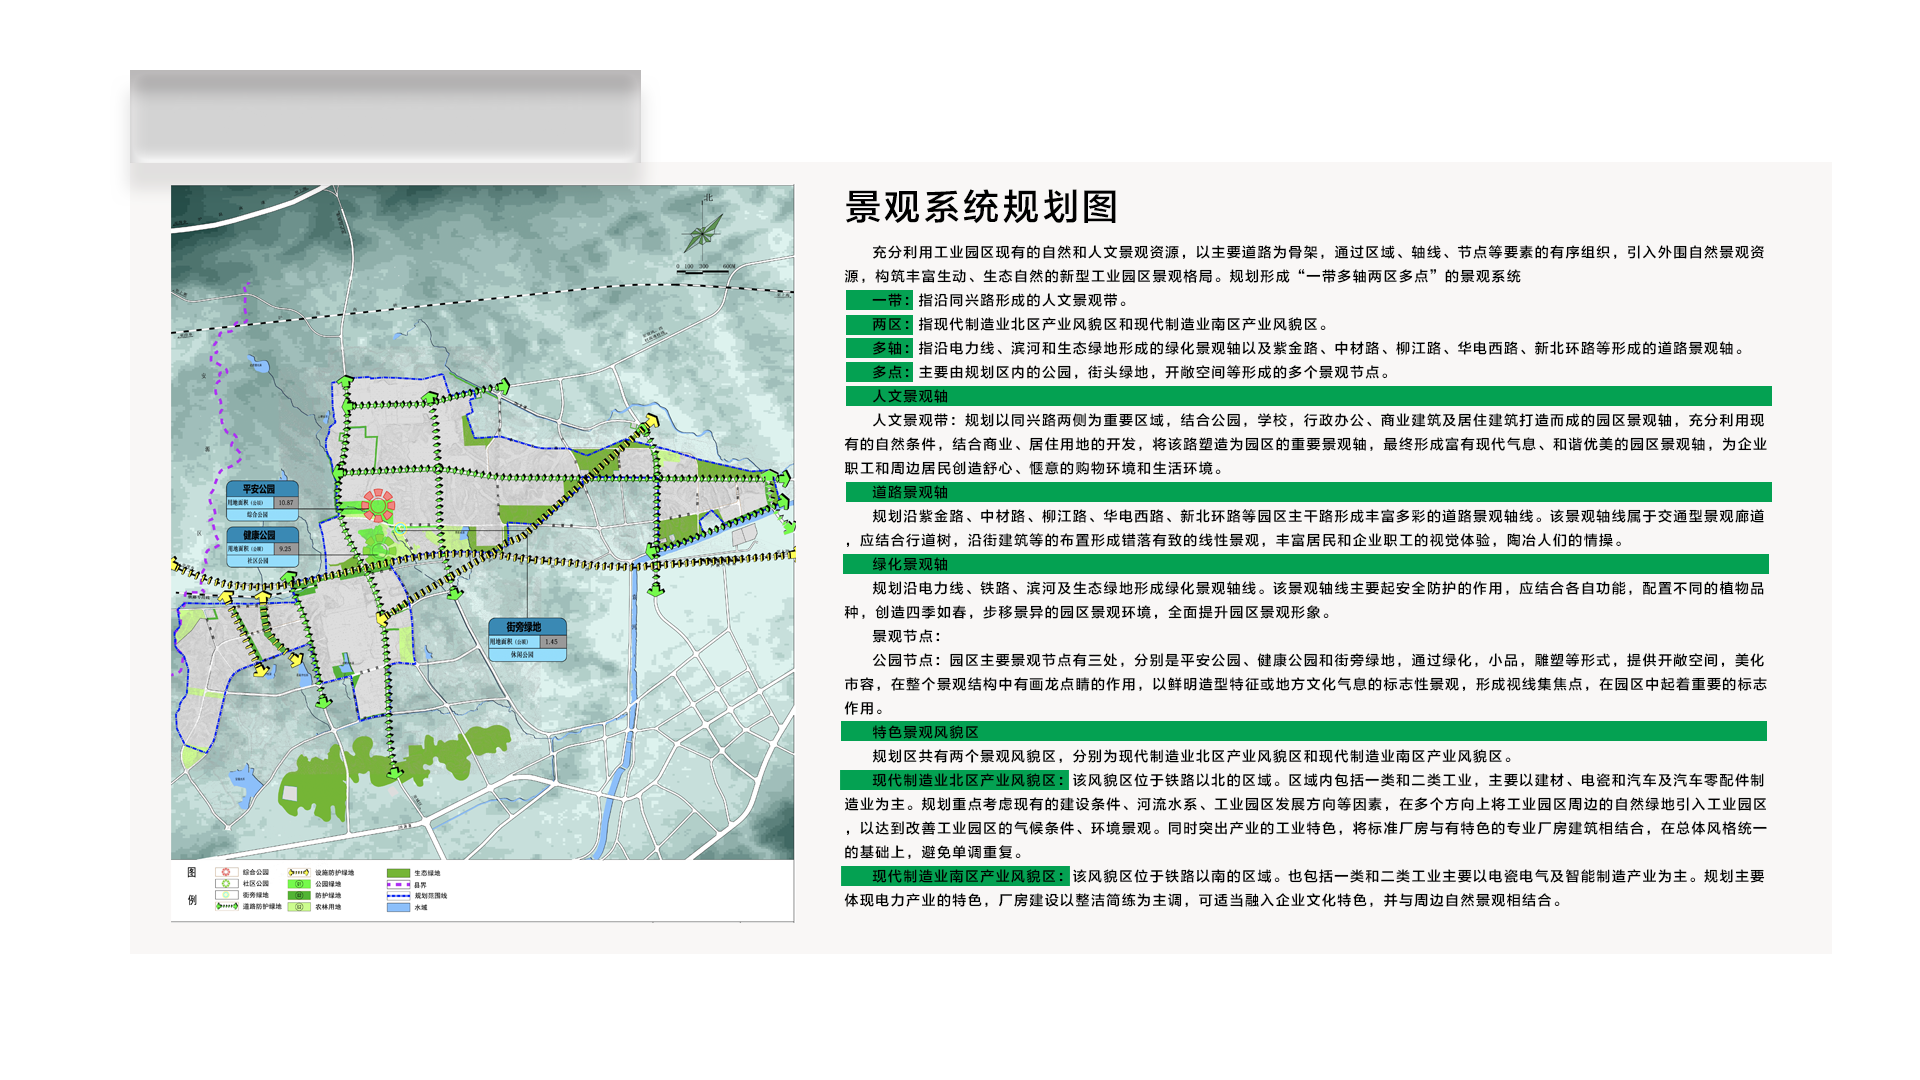 景观系统规划图
充分利用工业园区现有的自然和人文景观资源，以主要道路为骨架，通过区域、轴线、节点等要素的有序组织，引入外围自然景观资
源，构筑丰富生动、生态自然的新型工业园区景观格局。规划形成“一带多轴两区多点”的景观系统
一带：指沿同兴路形成的人文景观带。
两区：指现代制造业北区产业风貌区和现代制造业南区产业风貌区。
多轴：指沿电力线、滨河和生态绿地形成的绿化景观轴以及紫金路、中材路、柳江路、华电西路、新北环路等形成的道路景观轴。
多点：主要由规划区内的公园，街头绿地，开敞空间等形成的多个景观节点。
人文景观轴
人文景观带：规划以同兴路两侧为重要区域，结合公园，学校，行政办公、商业建筑及居住建筑打造而成的园区景观轴，充分利用现
有的自然条件，结合商业、居住用地的开发，将该路塑造为园区的重要景观轴，最终形成富有现代气息、和谐优美的园区景观轴，为企业
职工和周边居民创造舒心、惬意的购物环境和生活环境。
道路景观轴
规划沿紫金路、中材路、柳江路、华电西路、新北环路等园区主干路形成丰富多彩的道路景观轴线。该景观轴线属于交通型景观廊道
，应结合行道树，沿街建筑等的布置形成错落有致的线性景观，丰富居民和企业职工的视觉体验，陶冶人们的情操。
绿化景观轴
规划沿电力线、铁路、滨河及生态绿地形成绿化景观轴线。该景观轴线主要起安全防护的作用，应结合各自功能，配置不同的植物品
种，创造四季如春，步移景异的园区景观环境，全面提升园区景观形象。
景观节点：
公园节点：园区主要景观节点有三处，分别是平安公园、健康公园和街旁绿地，通过绿化，小品，雕塑等形式，提供开敞空间，美化
市容，在整个景观结构中有画龙点睛的作用，以鲜明造型特征或地方文化气息的标志性景观，形成视线集焦点，在园区中起着重要的标志
作用。
特色景观风貌区
规划区共有两个景观风貌区，分别为现代制造业北区产业风貌区和现代制造业南区产业风貌区。
现代制造业北区产业风貌区：该风貌区位于铁路以北的区域。区域内包括一类和二类工业，主要以建材、电瓷和汽车及汽车零配件制
造业为主。规划重点考虑现有的建设条件、河流水系、工业园区发展方向等因素，在多个方向上将工业园区周边的自然绿地引入工业园区
，以达到改善工业园区的气候条件、环境景观。同时突出产业的工业特色，将标准厂房与有特色的专业厂房建筑相结合，在总体风格统一
的基础上，避免单调重复。
现代制造业南区产业风貌区：该风貌区位于铁路以南的区域。也包括一类和二类工业主要以电瓷电气及智能制造产业为主。规划主要
体现电力产业的特色，厂房建设以整洁简练为主调，可适当融入企业文化特色，并与周边自然景观相结合。
北
0 100 300 600M
平安公园
用地面积（公顷） 10.87
综合公园
健康公园
用地面积（公顷） 9.25
社区公园
街旁绿地
用地面积（公顷） 1.45
休闲公园
图例
综合公园
社区公园
街旁绿地
道路防护绿地
设施防护绿地
公园绿地
防护绿地
农林用地
生态绿地
县界
规划范围线
水域